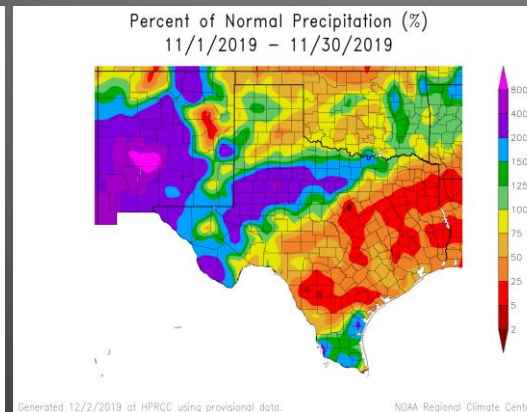 Percent of Normal Precipitation (%)
11/1/2019 – 11/30/2019
800
400
200
150
125
100
75
50
25
5
2
Generated 12/2/2019 at HPRCC using provisional data.
NOAA Regional Climate Cente